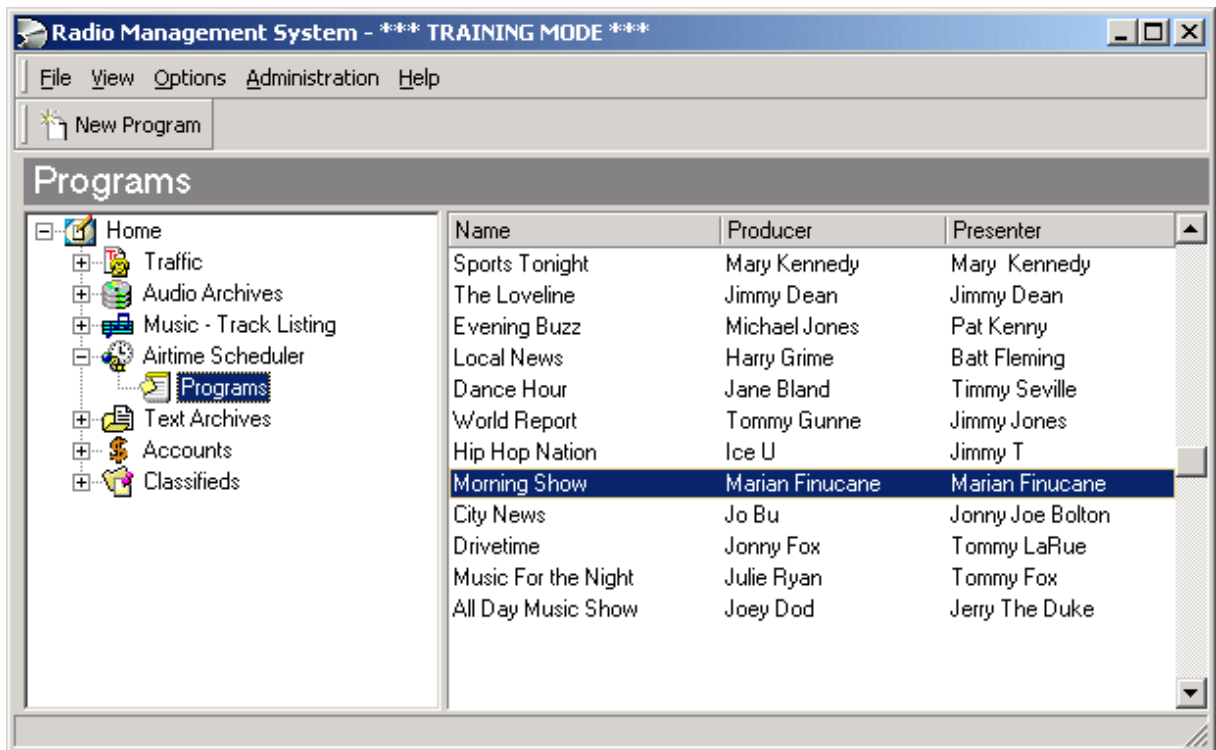 Radio Management System - *** TRAINING MODE ***
File View Options Administration Help
New Program
Programs
Home
Traffic
Audio Archives
Music - Track Listing
Airtime Scheduler
Programs
Text Archives
Accounts
Classifieds
Name Producer Presenter
Sports Tonight Mary Kennedy Mary  Kennedy
The Loveline Jimmy Dean Jimmy Dean
Evening Buzz Michael Jones Pat Kenny
Local News Harry Grime Batt Fleming
Dance Hour Jane Bland Timmy Seville
World Report Tommy Gunne Jimmy Jones
Hip Hop Nation Ice U Jimmy T
Morning Show Marian Finucane Marian Finucane
City News Jo Bu Jonny Joe Bolton
Drivetime Jonny Fox Tommy LaRue
Music For the Night Julie Ryan Tommy Fox
All Day Music Show Joey Dod Jerry The Duke